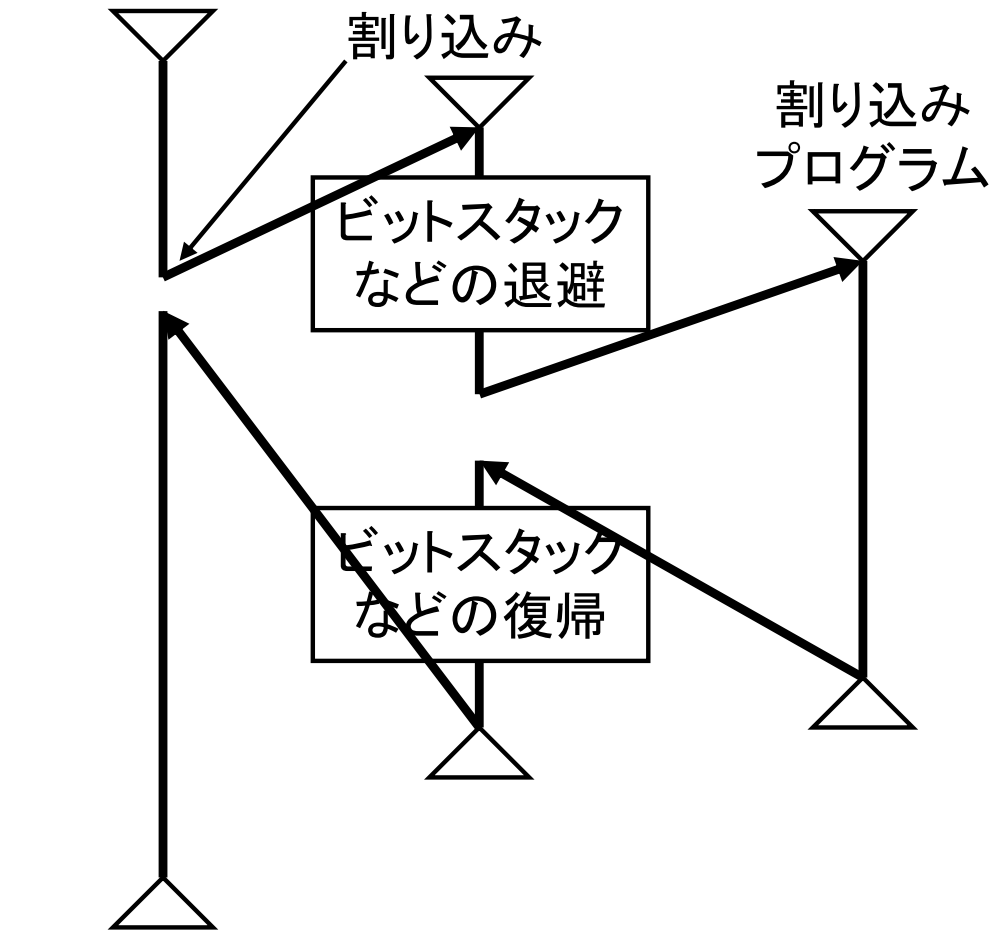 割り込み
割り込み
プログラム
ビットスタック
などの退避
ビットスタック
などの復帰